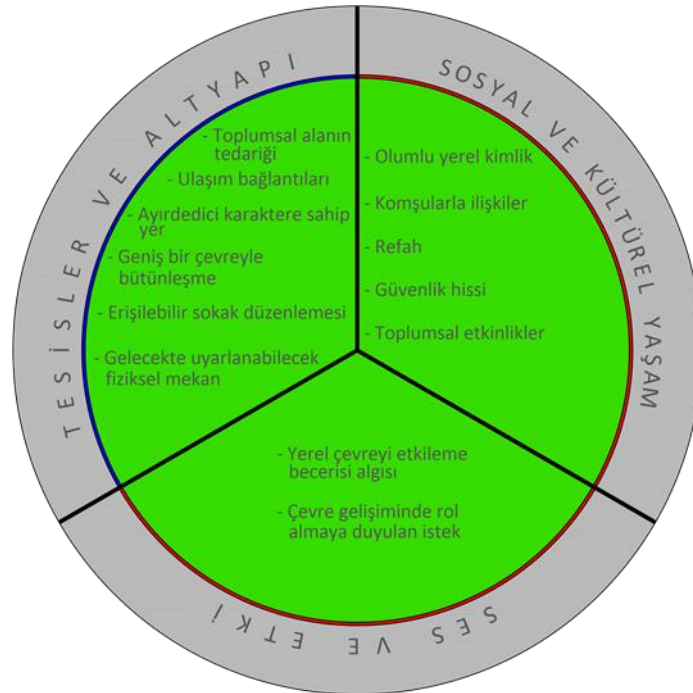 TESİSLER VE ALTYAPI
- Toplumsal alanın
tedariği
- Ulaşım bağlantıları
- Ayırdedici karaktere sahip
yer
- Geniş bir çevreyle
bütünleşme
- Erişilebilir sokak düzenlemesi
- Gelecekte uyarlanabilecek
fiziksel mekan
SOSYAL VE KÜLTÜREL YAŞAM
- Olumlu yerel kimlik
- Komşularla ilişkiler
- Refah
- Güvenlik hissi
- Toplumsal etkinlikler
- Yerel çevreyi etkileme
becerisi algısı
- Çevre gelişiminde rol
almaya duyulan istek
SES VE ETKİ